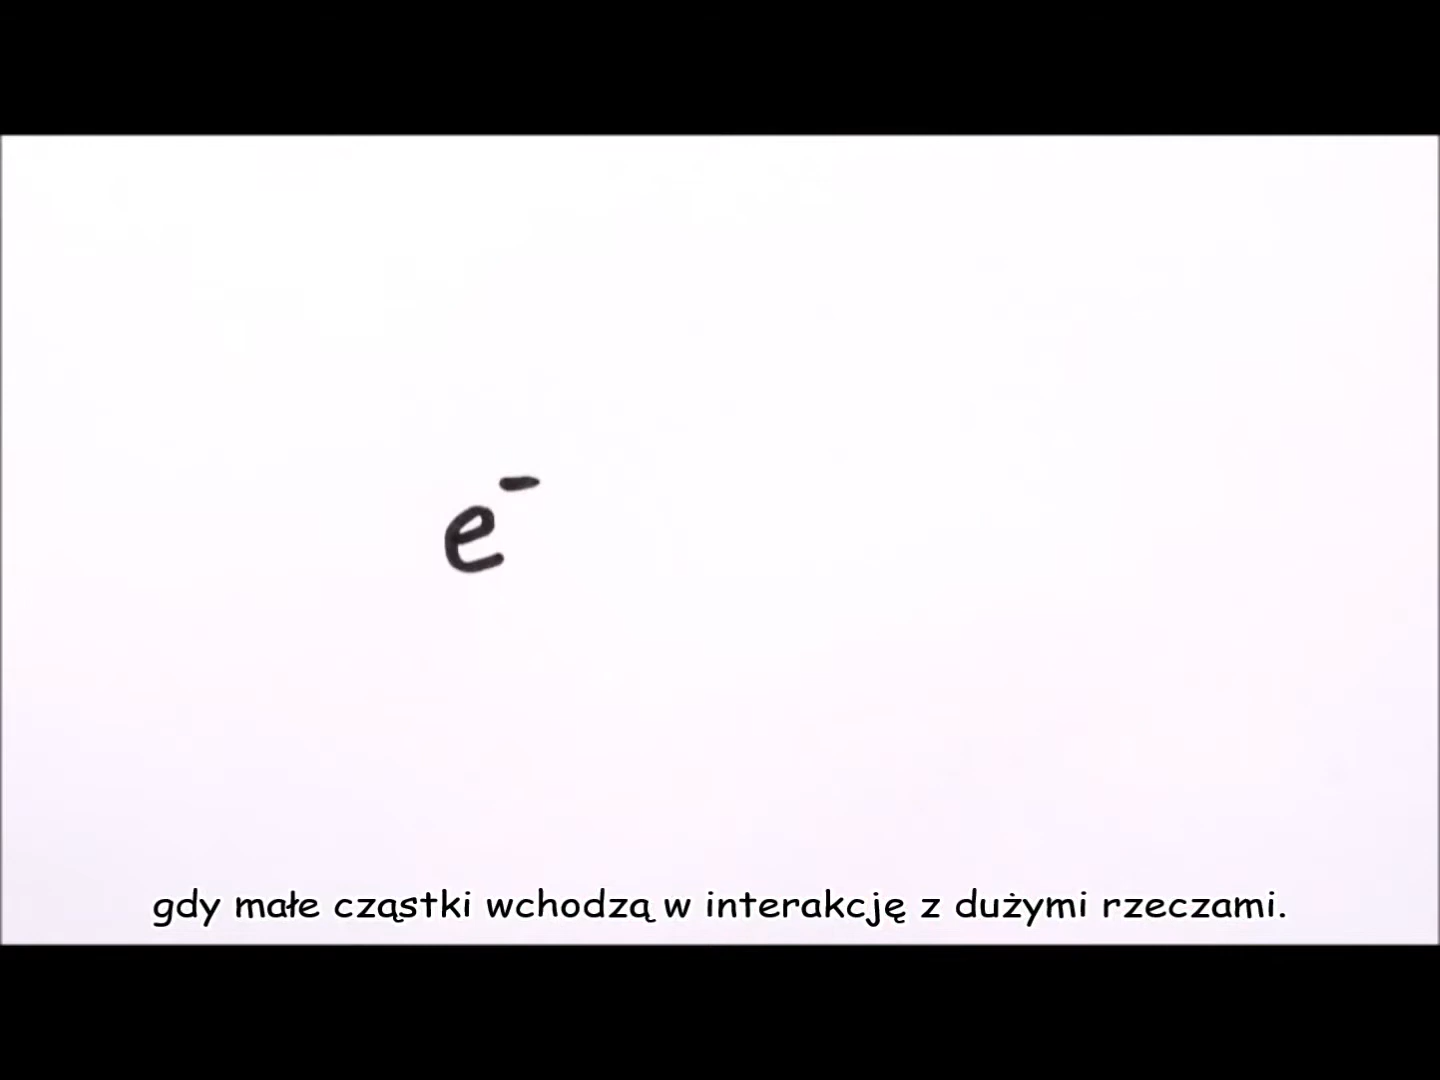 e⁻
gdy małe cząstki wchodzą w interakcję z dużymi rzeczami.